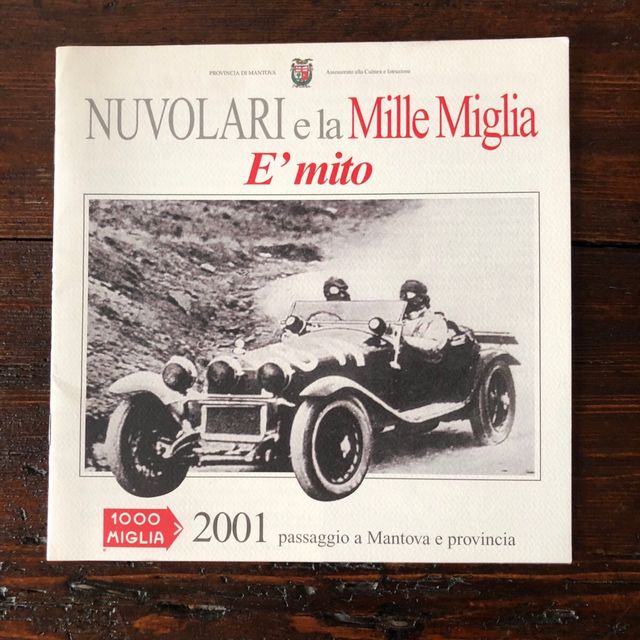 PROVINCIA DI MANTOVA Assessorato alla Cultura e Istruzione
NUVOLARI e la Mille Miglia
E' mito
1000
MIGLIA
2001 passaggio a Mantova e provincia